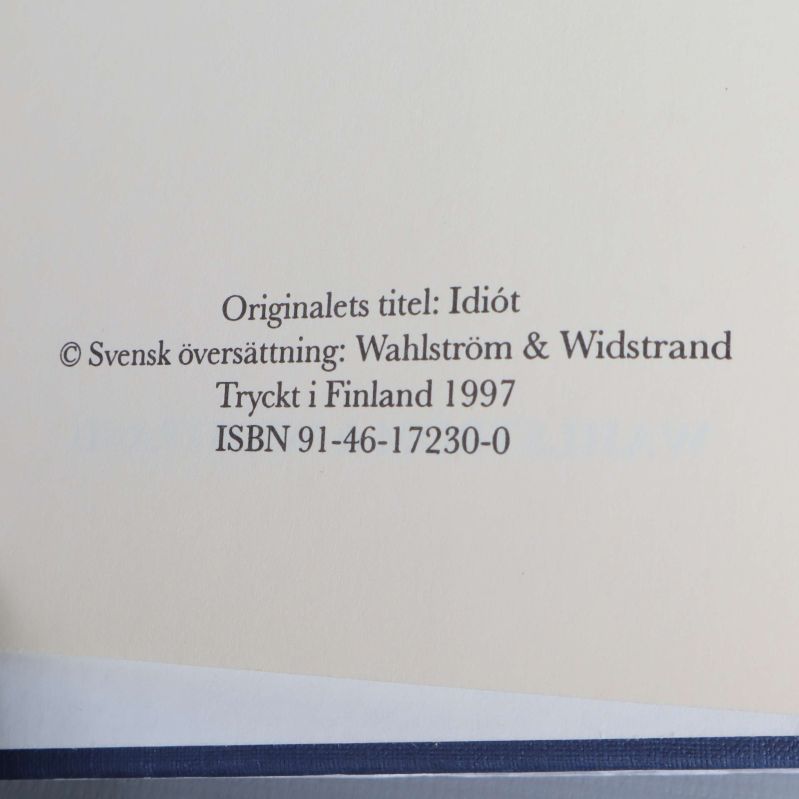 Originalets titel: Idiót
© Svensk översättning: Wahlström & Widstrand
Tryckt i Finland 1997
ISBN 91-46-17230-0